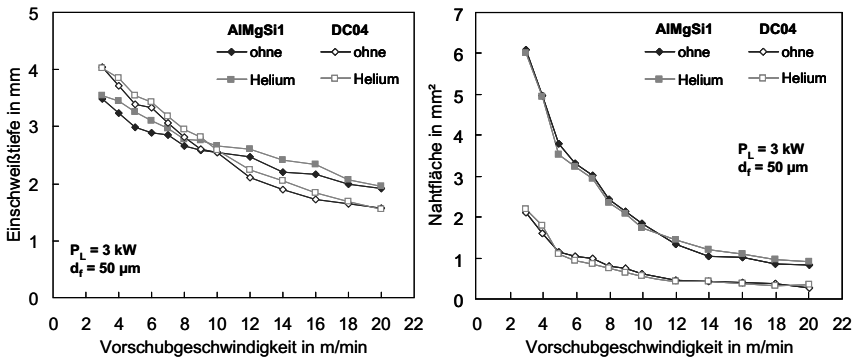 AlMgSi1 DC04
ohne ohne
Helium Helium
Einschweißtiefe in mm
5
4
3
2
1
0
P_L = 3 kW
d_f = 50 µm
0 2 4 6 8 10 12 14 16 18 20 22
Vorschubgeschwindigkeit in m/min
AlMgSi1 DC04
ohne ohne
Helium Helium
Nahtfläche in mm²
7
6
5
4
3
2
1
0
P_L = 3 kW
d_f = 50 µm
0 2 4 6 8 10 12 14 16 18 20 22
Vorschubgeschwindigkeit in m/min